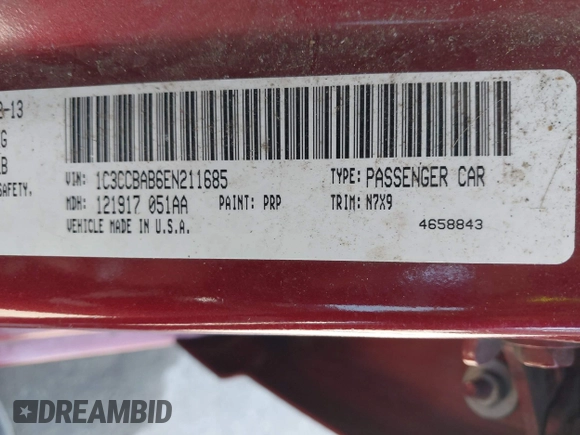 -13
G
LB
SAFETY.
VIN: 1C3CCBAB6EN211685 TYPE: PASSENGER CAR
MDH: 121917 051AA PAINT: PRP TRIM: N7X9
VEHICLE MADE IN U.S.A. 4658843
DREAMBID